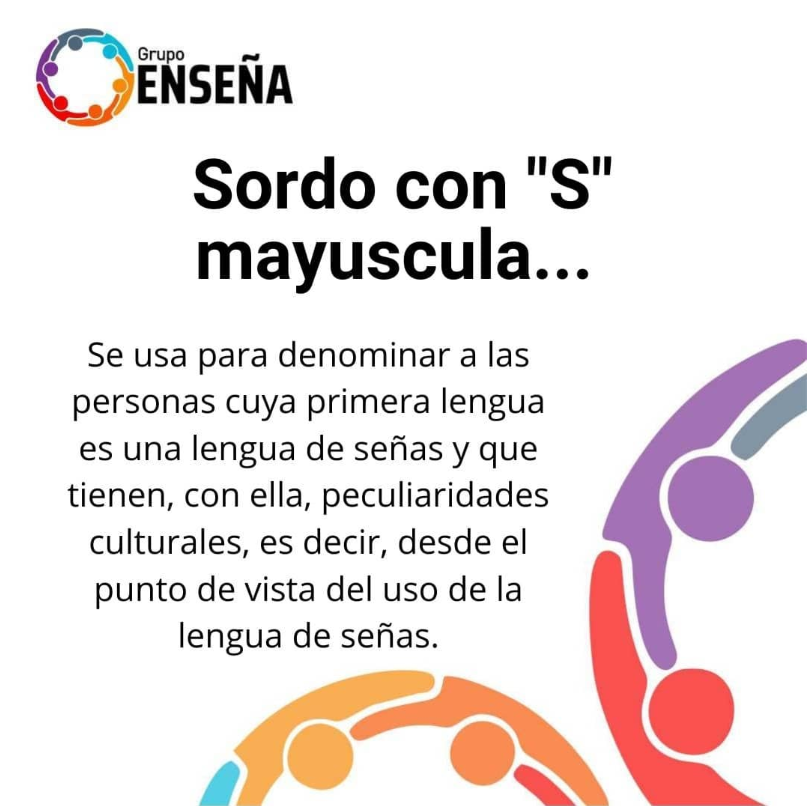 Grupo
ENSEÑA
Sordo con "S"
mayuscula...
Se usa para denominar a las
personas cuya primera lengua
es una lengua de señas y que
tienen, con ella, peculiaridades
culturales, es decir, desde el
punto de vista del uso de la
lengua de señas.